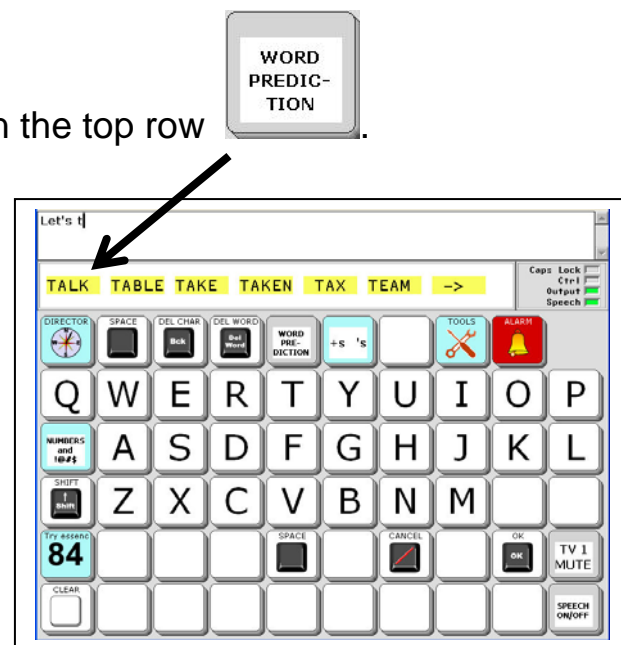 WORD
PREDIC-
TION
n the top row .
Let's t
TALK TABLE TAKE TAKEN TAX TEAM ->
Caps Lock
Ctrl
Output
Speech
DIRECTOR SPACE DEL CHAR DEL WORD TOOLS ALARM
Bck Del Word WORD PRE-DICTION +s 's
Q W E R T Y U I O P
NUMBERS and !@#$ A S D F G H J K L
SHIFT
↑ Shift Z X C V B N M
Try essenc SPACE CANCEL OK
84 OK TV 1 MUTE
CLEAR
SPEECH ON/OFF